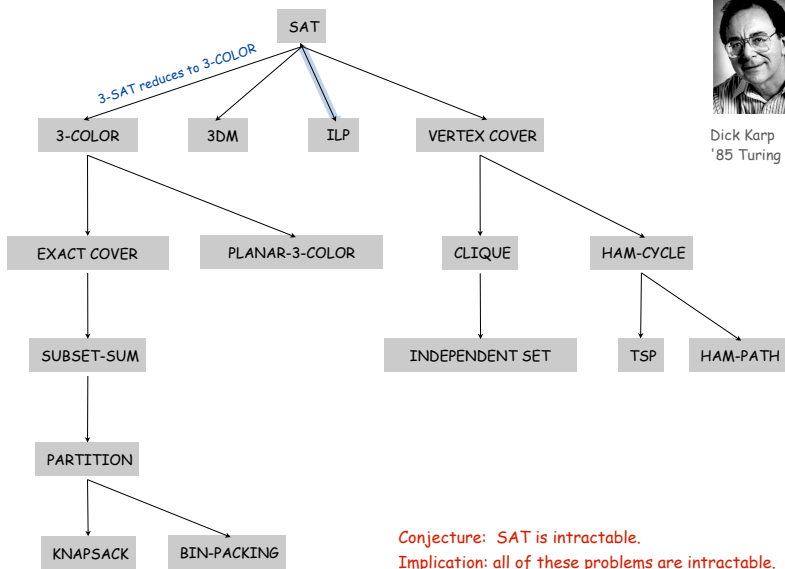 SAT
3-SAT reduces to 3-COLOR
3-COLOR
3DM
ILP
VERTEX COVER
Dick Karp
'85 Turing
EXACT COVER
PLANAR-3-COLOR
CLIQUE
HAM-CYCLE
SUBSET-SUM
INDEPENDENT SET
TSP
HAM-PATH
PARTITION
KNAPSACK
BIN-PACKING
Conjecture: SAT is intractable.
Implication: all of these problems are intractable.